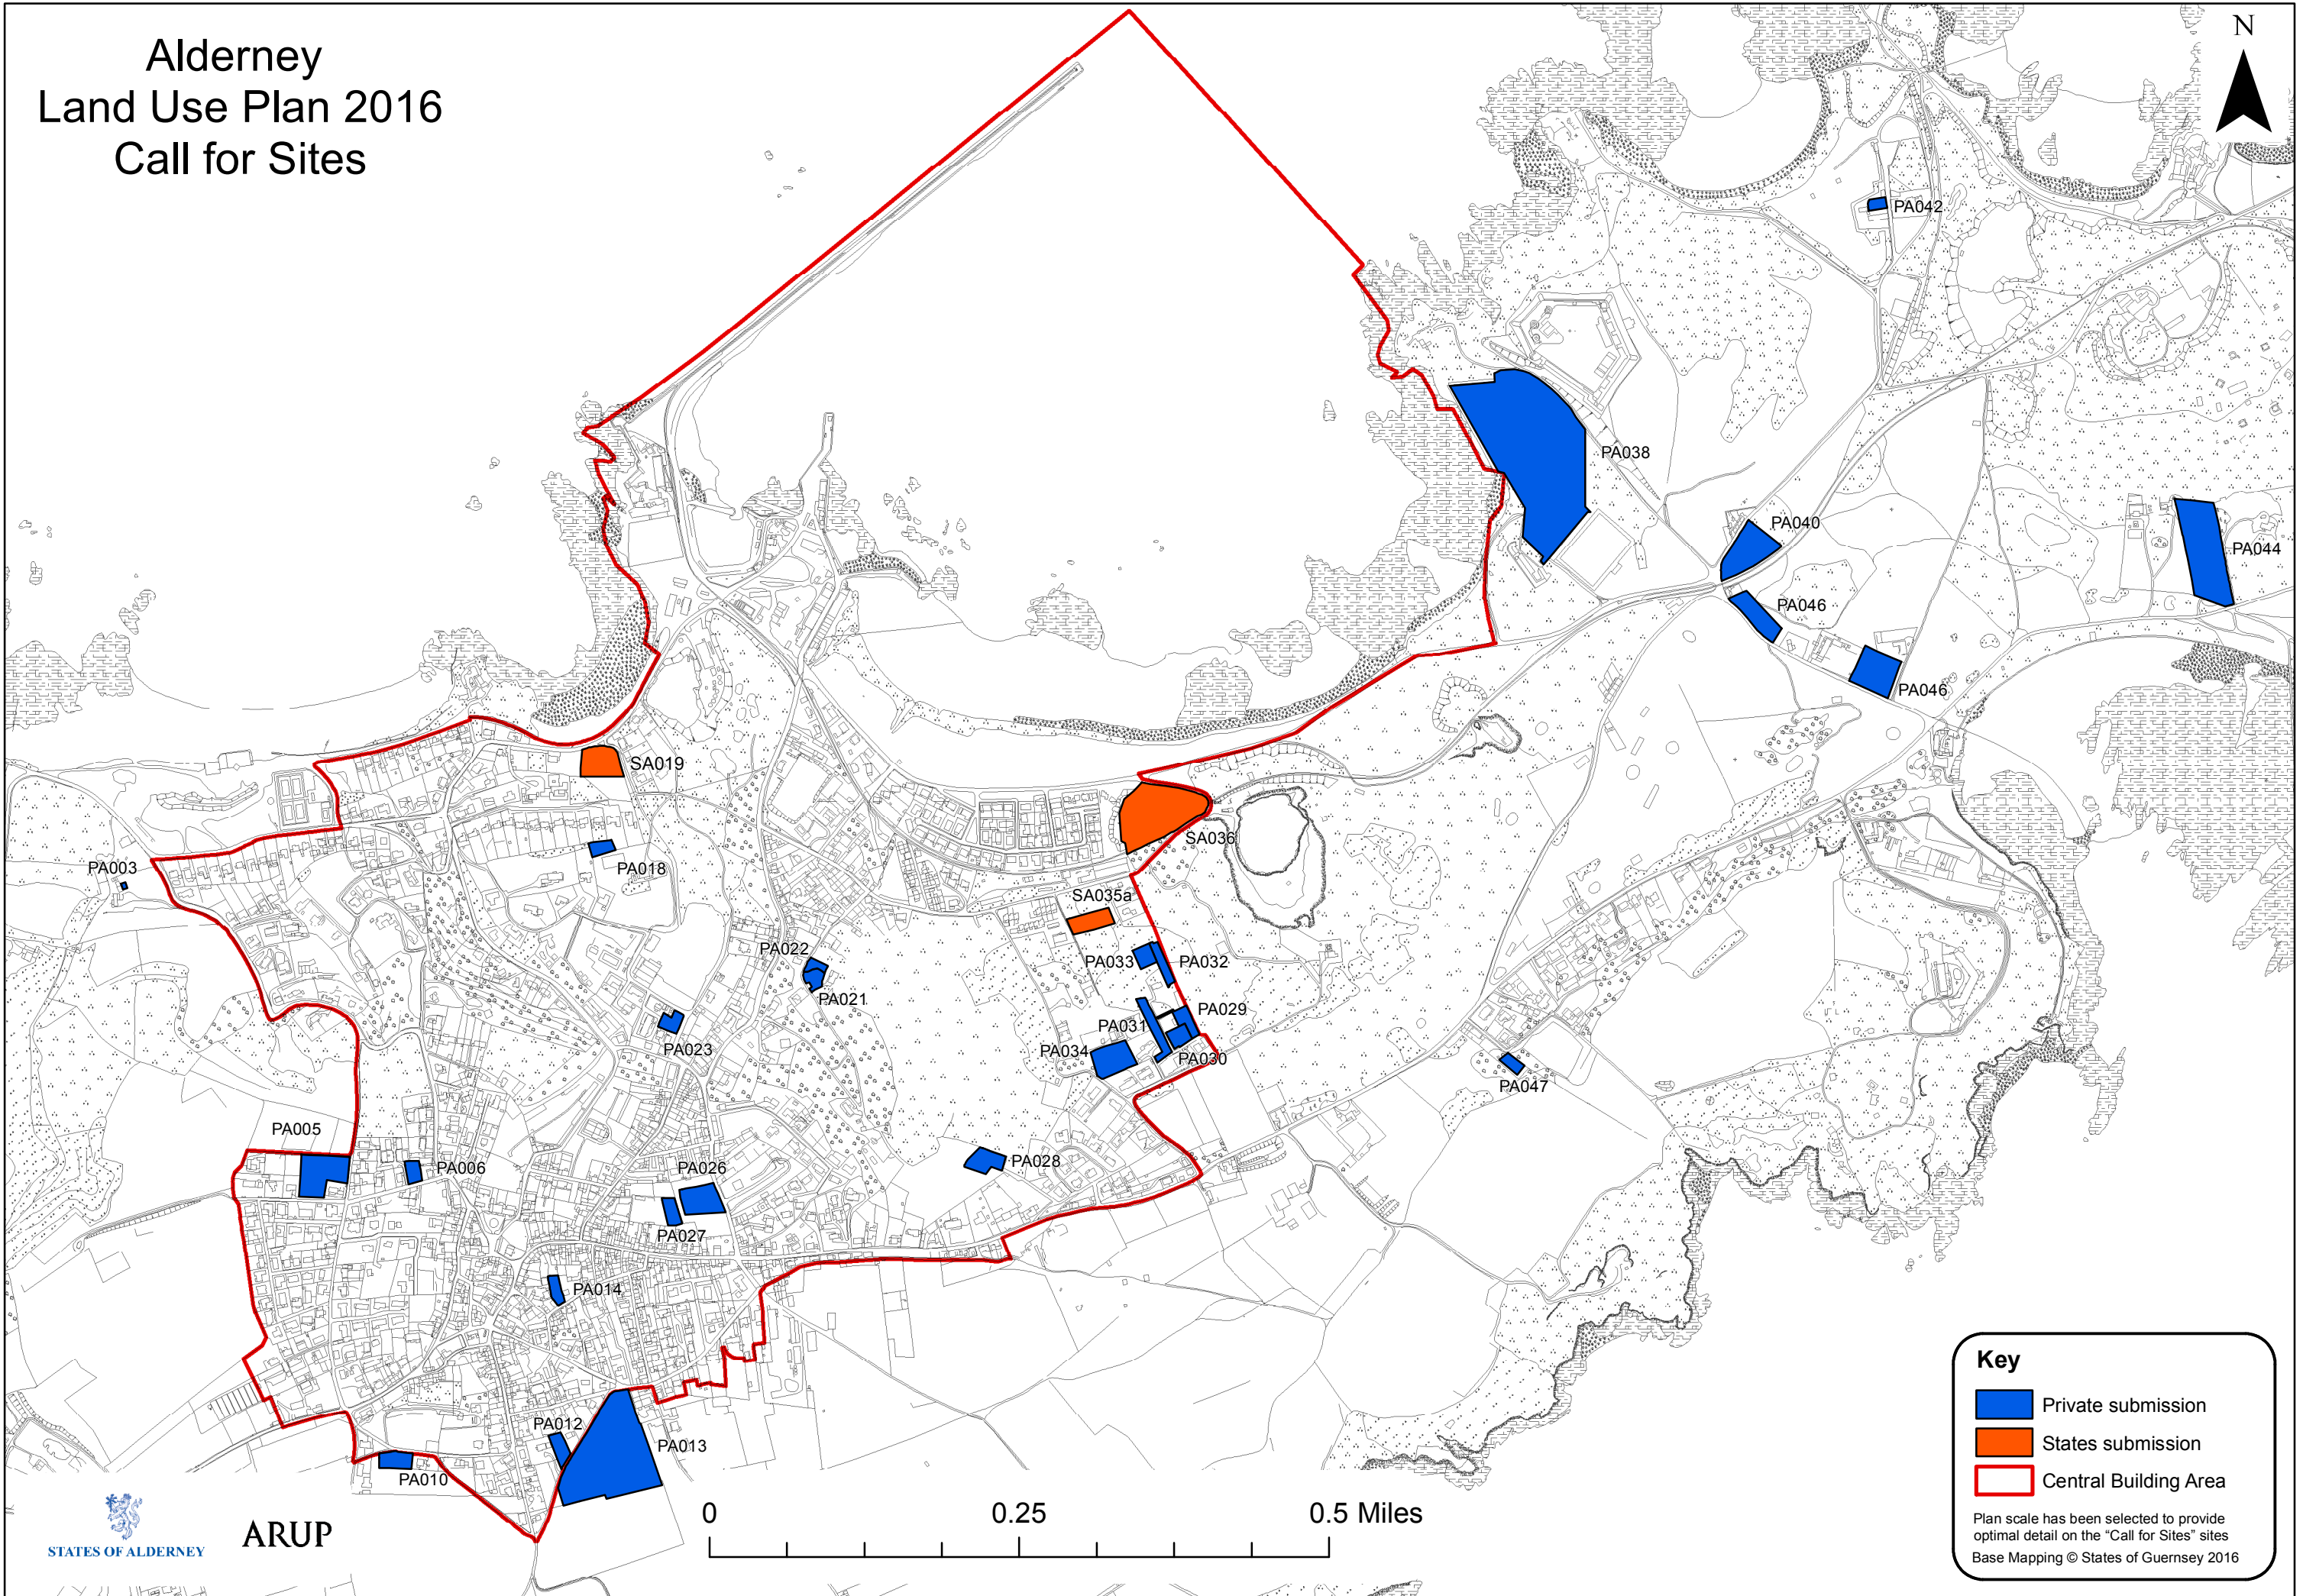 Alderney
Land Use Plan 2016
Call for Sites
N
PA042
PA038
PA040
PA044
PA046
PA046
SA019
SA036
PA018
PA003
SA035a
PA022
PA033
PA032
PA021
PA029
PA031
PA023
PA034
PA030
PA047
PA005
PA028
PA006
PA026
PA027
PA014
PA012
PA013
PA010
0
0.25
0.5 Miles
STATES OF ALDERNEY
ARUP
Key
Private submission
States submission
Central Building Area
Plan scale has been selected to provide
optimal detail on the “Call for Sites” sites
Base Mapping © States of Guernsey 2016